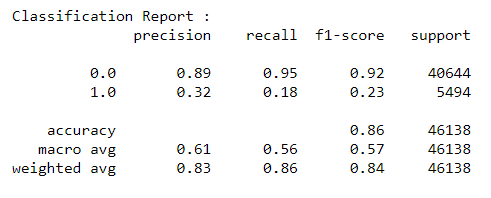 Classification Report :
precision recall f1-score support
0.0 0.89 0.95 0.92 40644
1.0 0.32 0.18 0.23 5494
accuracy 0.86 46138
macro avg 0.61 0.56 0.57 46138
weighted avg 0.83 0.86 0.84 46138